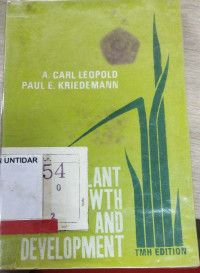 A. CARL LEOPOLD
PAUL E. KRIEDEMANN
UNTIDAR
54
0
2
LANT
WTH
AND
DEVELOPMENT
TMH EDITION